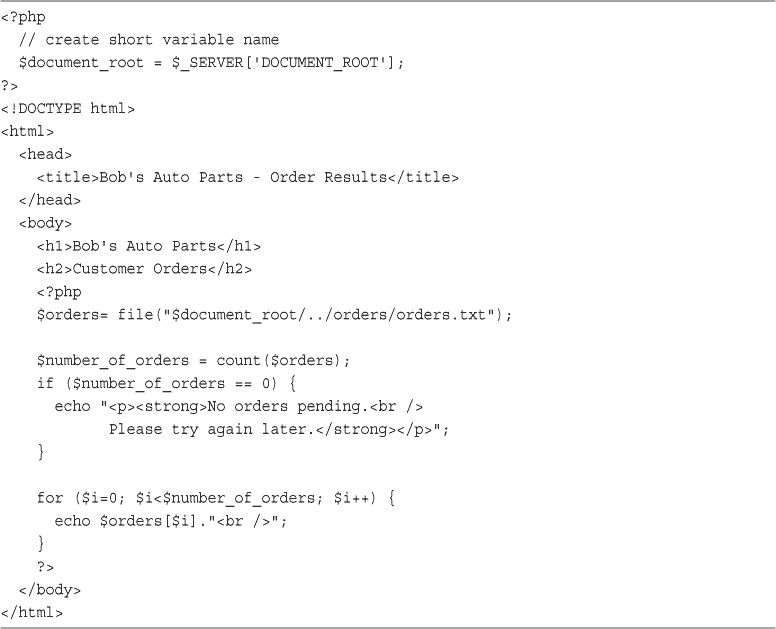 <?php
  // create short variable name
  $document_root = $_SERVER['DOCUMENT_ROOT'];
?>
<!DOCTYPE html>
<html>
  <head>
    <title>Bob's Auto Parts - Order Results</title>
  </head>
  <body>
    <h1>Bob's Auto Parts</h1>
    <h2>Customer Orders</h2>
    <?php
    $orders= file("$document_root/../orders/orders.txt");

    $number_of_orders = count($orders);
    if ($number_of_orders == 0) {
      echo "<p><strong>No orders pending.<br />
            Please try again later.</strong></p>";
    }

    for ($i=0; $i<$number_of_orders; $i++) {
      echo $orders[$i]."<br />";
    }
    ?>
  </body>
</html>